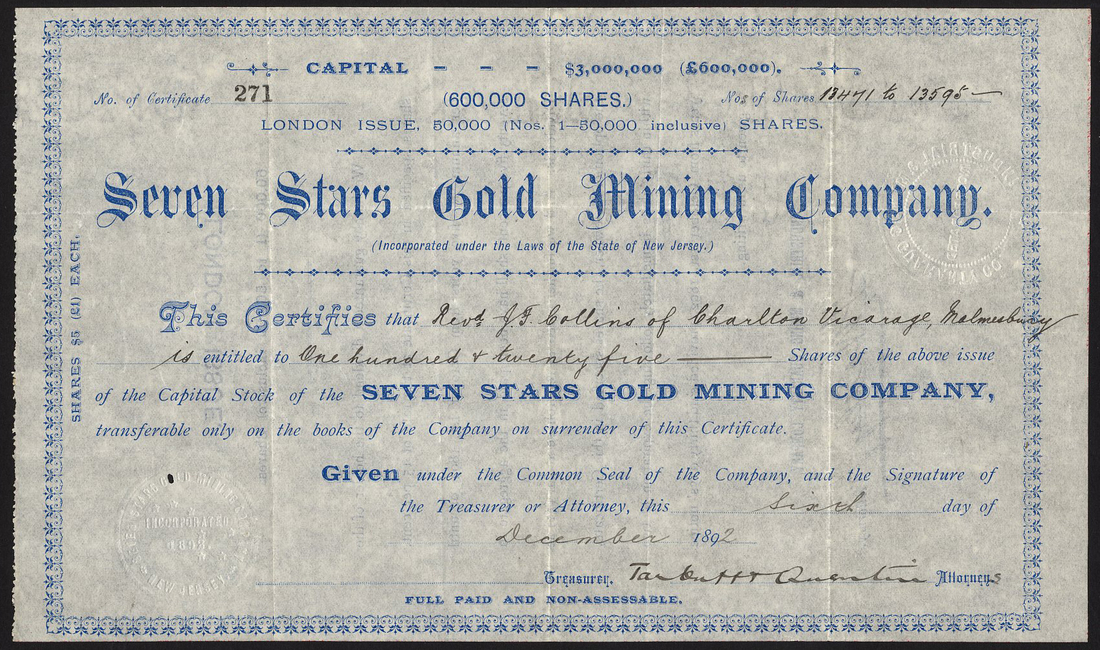 CAPITAL - - - $3,000,000 (£600,000).
No. of Certificate 271 (600,000 SHARES.) Nos of Shares 13471 to 13595
LONDON ISSUE, 50,000 (Nos. 1—50,000 inclusive) SHARES.
Seven Stars Gold Mining Company.
(Incorporated under the Laws of the State of New Jersey.)
SHARES $5 (£1) EACH.
This Certifies that Revd. J.F. Collins of Charlton Vicarage, Malmesbury
is entitled to One hundred & twenty five Shares of the above issue
of the Capital Stock of the SEVEN STARS GOLD MINING COMPANY,
transferable only on the books of the Company on surrender of this Certificate.
Given under the Common Seal of the Company, and the Signature of
the Treasurer or Attorney, this Sixth day of
December 1892
INCORPORATED
NEW JERSEY
Treasurer, Attorneys
FULL PAID AND NON-ASSESSABLE.